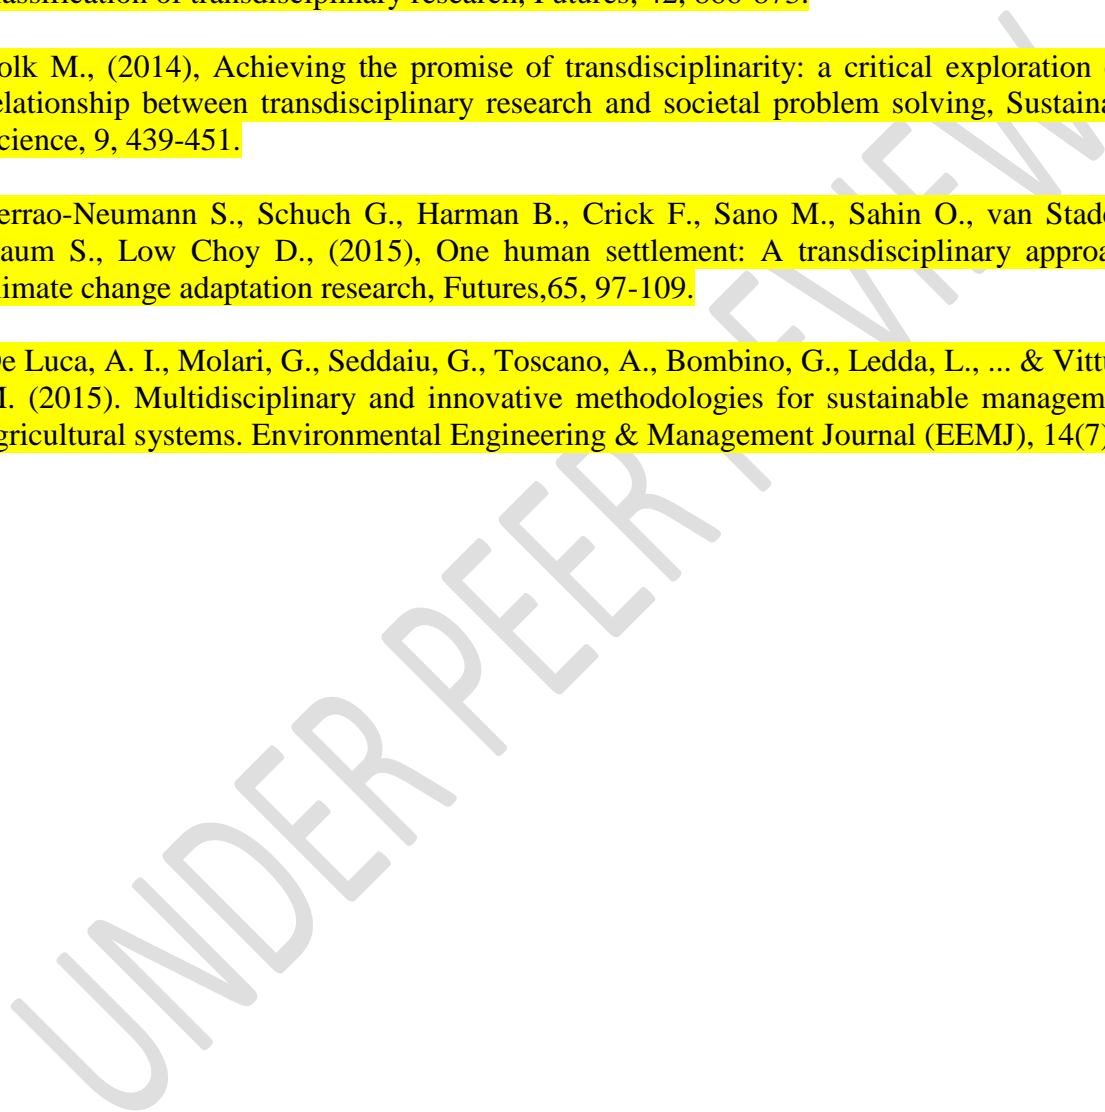 classification of transdisciplinary research, Futures, 42,
olk M., (2014), Achieving the promise of transdisciplinarity: a critical exploration
elationship between transdisciplinary research and societal problem solving, Sustaina
cience, 9, 439-451.
errao-Neumann S., Schuch G., Harman B., Crick F., Sano M., Sahin O., van Stade
aum S., Low Choy D., (2015), One human settlement: A transdisciplinary approa
limate change adaptation research, Futures,65, 97-109.
De Luca, A. I., Molari, G., Seddaiu, G., Toscano, A., Bombino, G., Ledda, L., ... & Vittu
M. (2015). Multidisciplinary and innovative methodologies for sustainable managem
gricultural systems. Environmental Engineering & Management Journal (EEMJ), 14(7)
UNDER PEER REVIEW